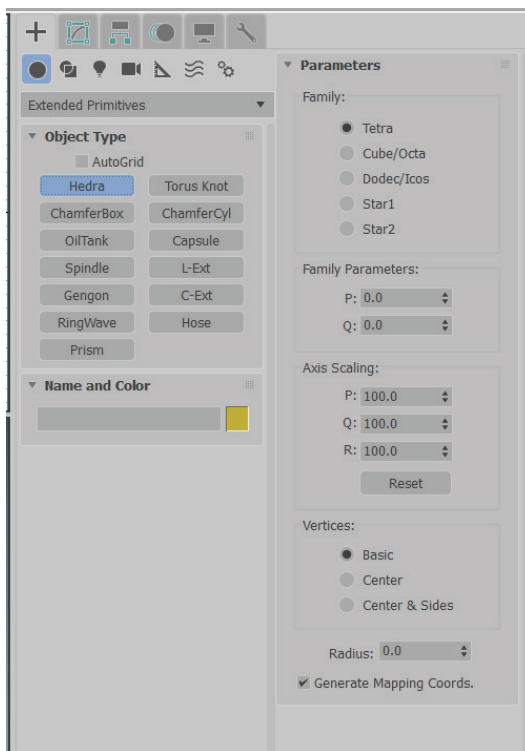 Extended Primitives
Object Type
AutoGrid
Hedra Torus Knot
ChamferBox ChamferCyl
OilTank Capsule
Spindle L-Ext
Gengon C-Ext
RingWave Hose
Prism
Name and Color
Parameters
Family:
Tetra
Cube/Octa
Dodec/Icos
Star1
Star2
Family Parameters:
P: 0.0
Q: 0.0
Axis Scaling:
P: 100.0
Q: 100.0
R: 100.0
Reset
Vertices:
Basic
Center
Center & Sides
Radius: 0.0
Generate Mapping Coords.